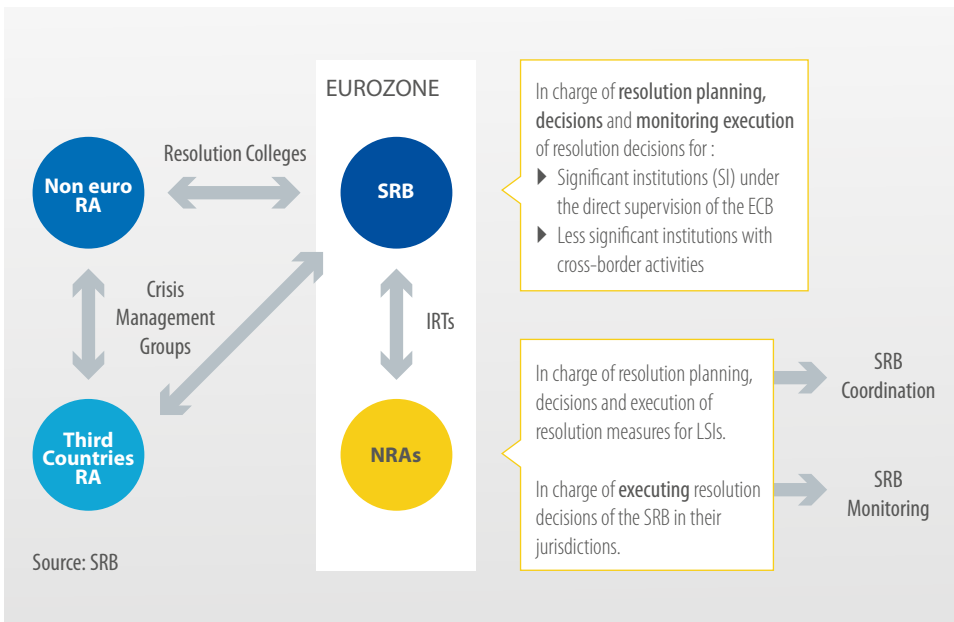 EUROZONE
Resolution Colleges
Non euro
RA
SRB
In charge of resolution planning,
decisions and monitoring execution
of resolution decisions for :
Significant institutions (SI) under
the direct supervision of the ECB
Less significant institutions with
cross-border activities
Crisis
Management
Groups
IRTs
Third
Countries
RA
NRAs
In charge of resolution planning,
decisions and execution of
resolution measures for LSIs.
In charge of executing resolution
decisions of the SRB in their
jurisdictions.
SRB
Coordination
SRB
Monitoring
Source: SRB